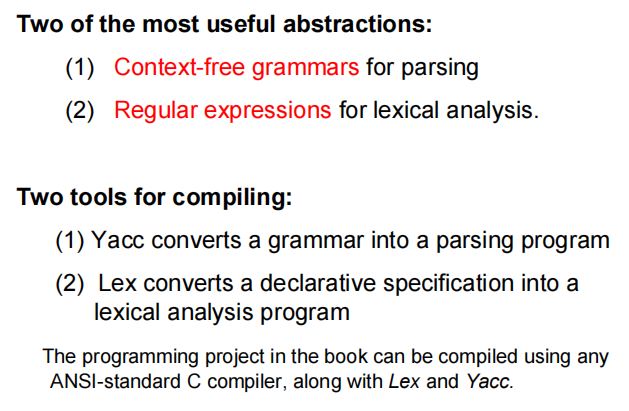 Two of the most useful abstractions:
(1) Context-free grammars for parsing
(2) Regular expressions for lexical analysis.
Two tools for compiling:
(1) Yacc converts a grammar into a parsing program
(2) Lex converts a declarative specification into a
lexical analysis program
The programming project in the book can be compiled using any
ANSI-standard C compiler, along with Lex and Yacc.